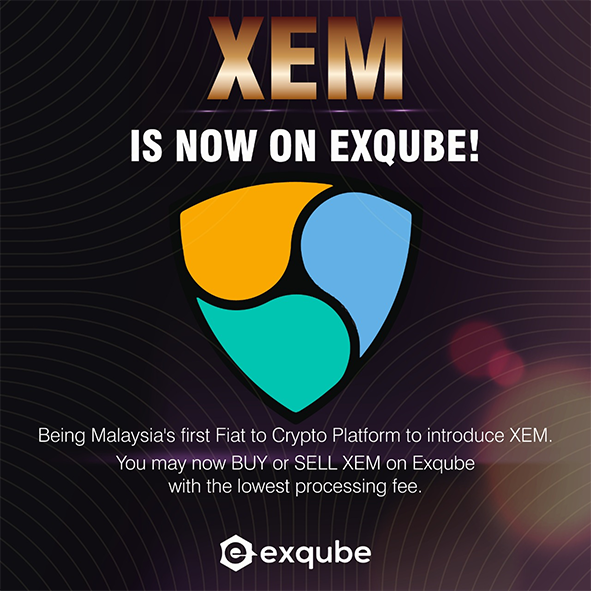 XEM
IS NOW ON EXQUBE!
Being Malaysia's first Fiat to Crypto Platform to introduce XEM.
You may now BUY or SELL XEM on Exqube
with the lowest processing fee.
exqube